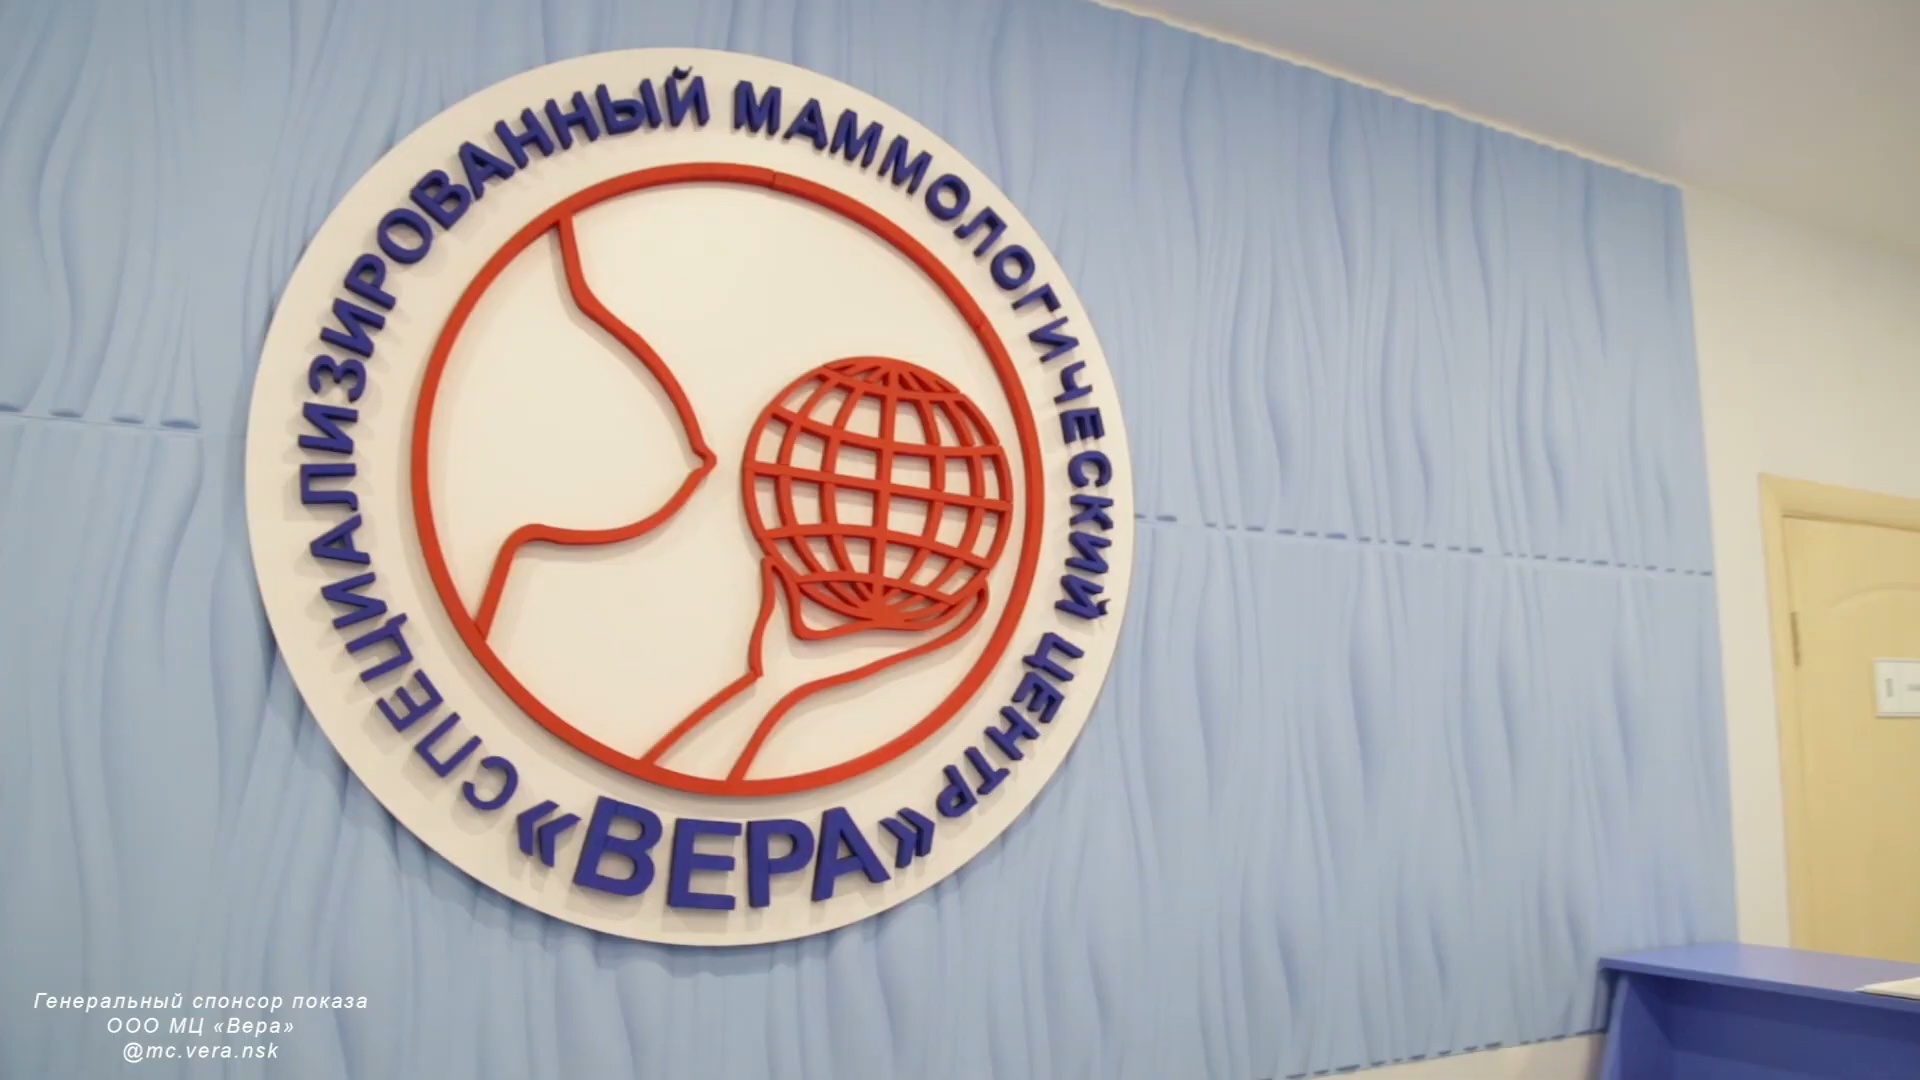 СПЕЦИАЛИЗИРОВАННЫЙ МАММОЛОГИЧЕСКИЙ ЦЕНТР
«ВЕРА»
Генеральный спонсор показа
ООО МЦ «Вера»
@mc.vera.nsk